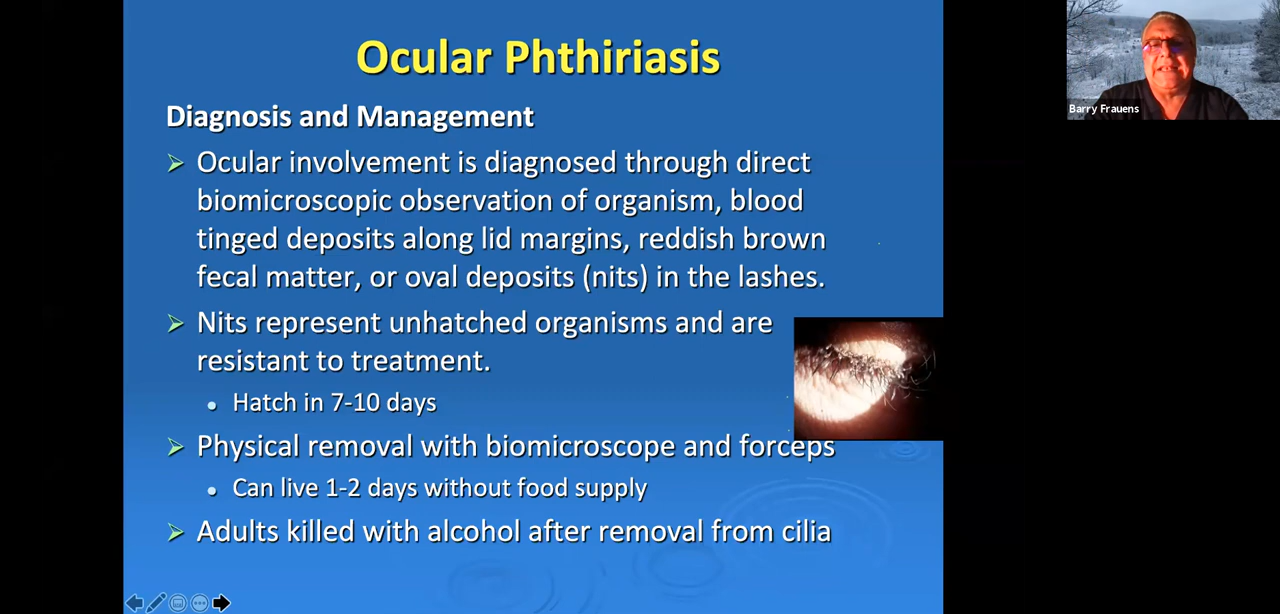 Ocular Phthiriasis
Diagnosis and Management
Ocular involvement is diagnosed through direct
biomicroscopic observation of organism, blood
tinged deposits along lid margins, reddish brown
fecal matter, or oval deposits (nits) in the lashes.
Nits represent unhatched organisms and are
resistant to treatment.
Hatch in 7-10 days
Physical removal with biomicroscope and forceps
Can live 1-2 days without food supply
Adults killed with alcohol after removal from cilia
Barry Frauens